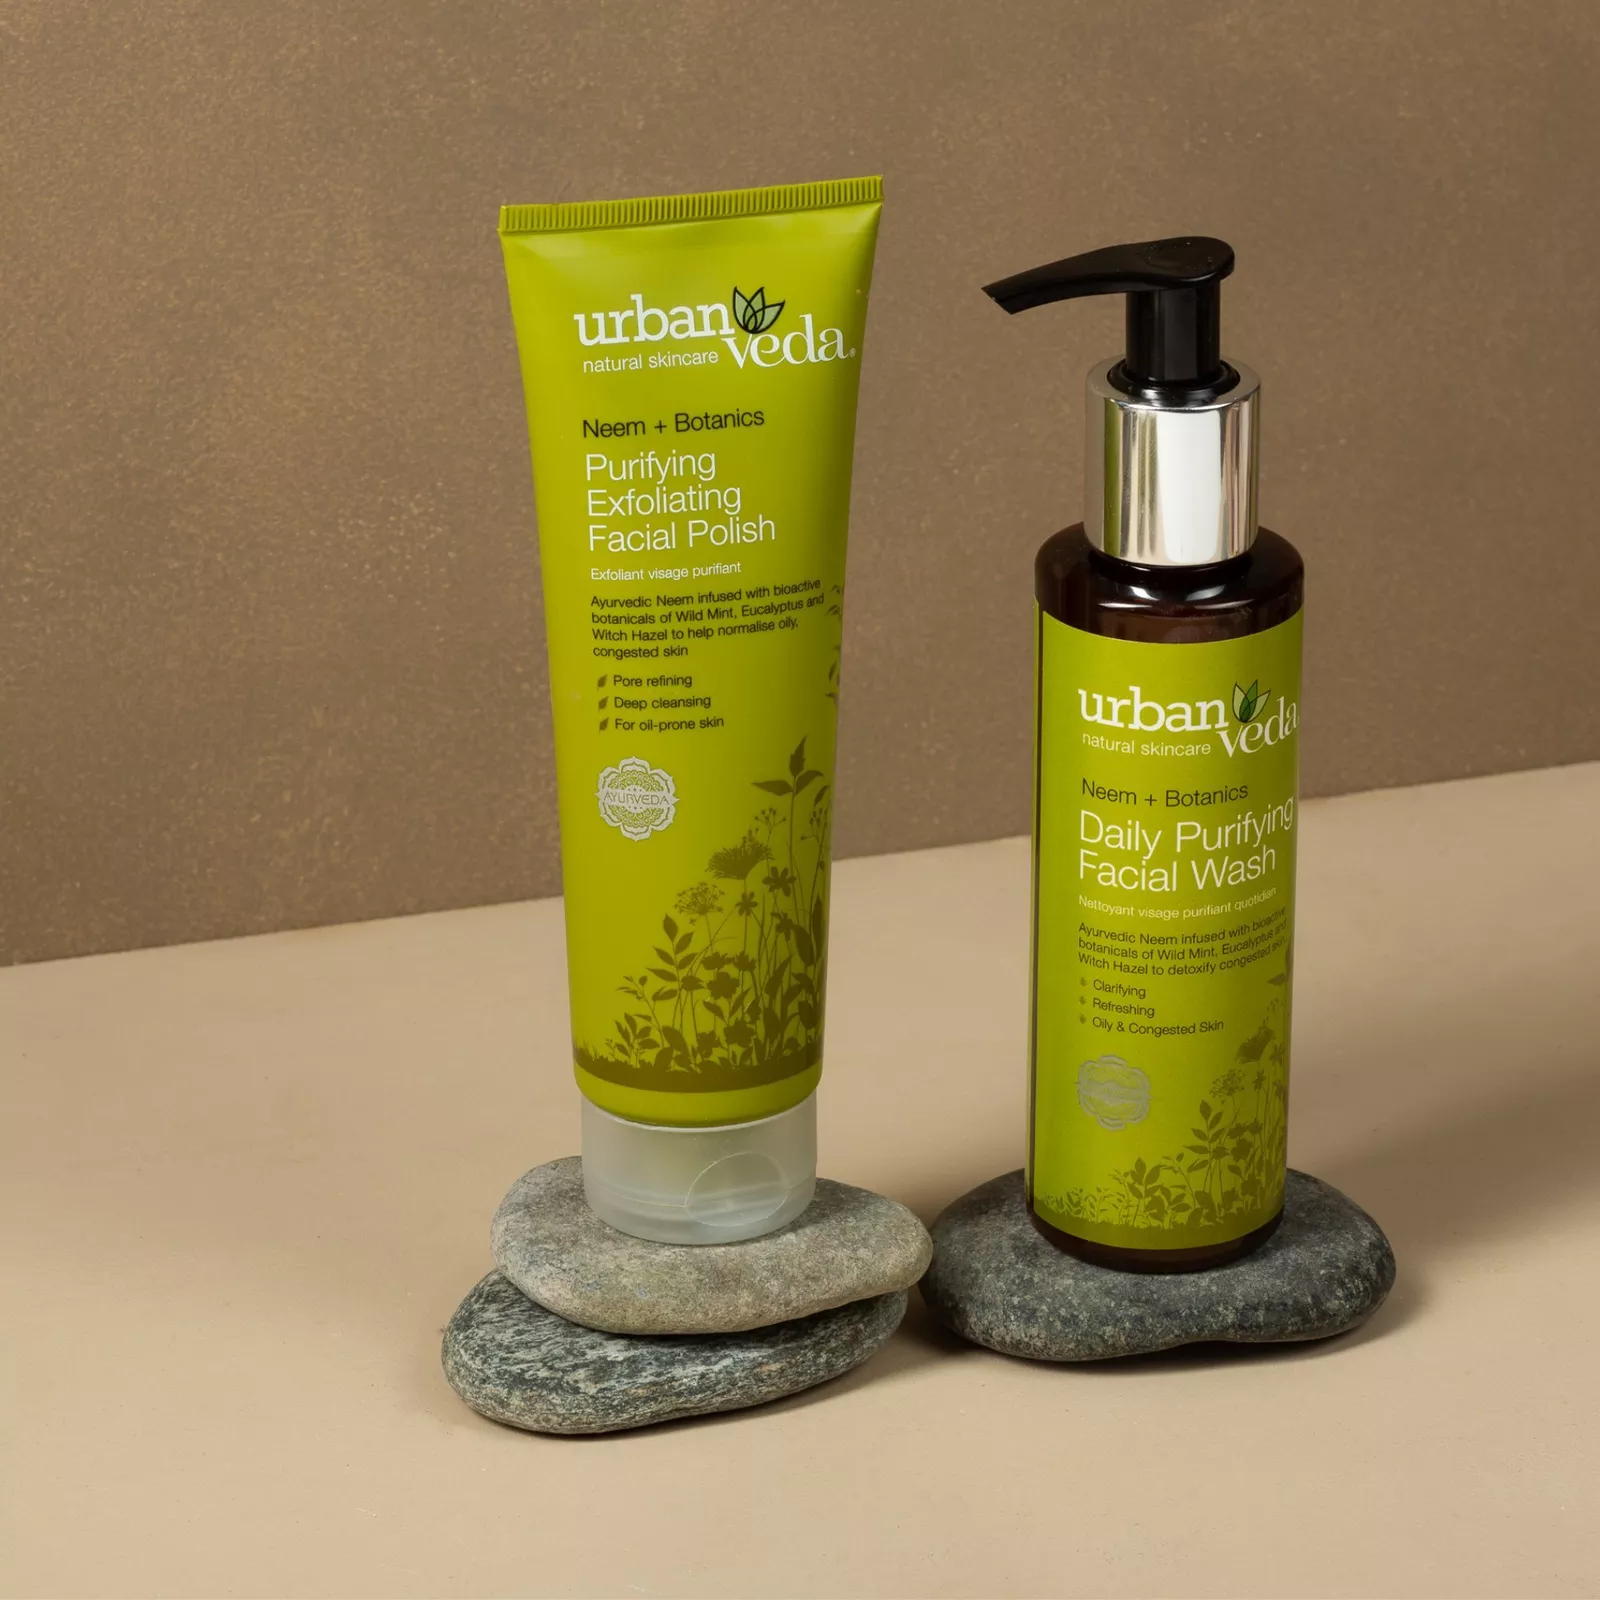 urban
natural skincare veda®
Neem + Botanics
Purifying
Exfoliating
Facial Polish
Exfoliant visage purifiant
Ayurvedic Neem infused with bioactive
botanicals of Wild Mint, Eucalyptus and
Witch Hazel to help normalise oily,
congested skin
Pore refining
Deep cleansing
For oil-prone skin
AYURVEDA
urban
natural skincare veda
Neem + Botanics
Daily Purifying
Facial Wash
Nettoyant visage purifiant quotidian
Ayurvedic Neem infused with bioactive
botanicals of Wild Mint, Eucalyptus and
Witch Hazel to detoxify congested skin
Clarifying
Refreshing
Oily & Congested Skin